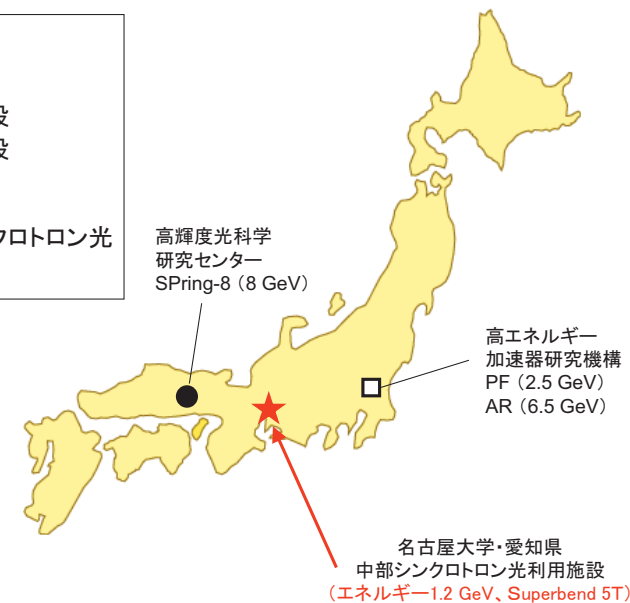 設
設
クロトロン光
高輝度光科学
研究センター
SPring-8 (8 GeV)
高エネルギー
加速器研究機構
PF (2.5 GeV)
AR (6.5 GeV)
名古屋大学・愛知県
中部シンクロトロン光利用施設
(エネルギー1.2 GeV、Superbend 5T)